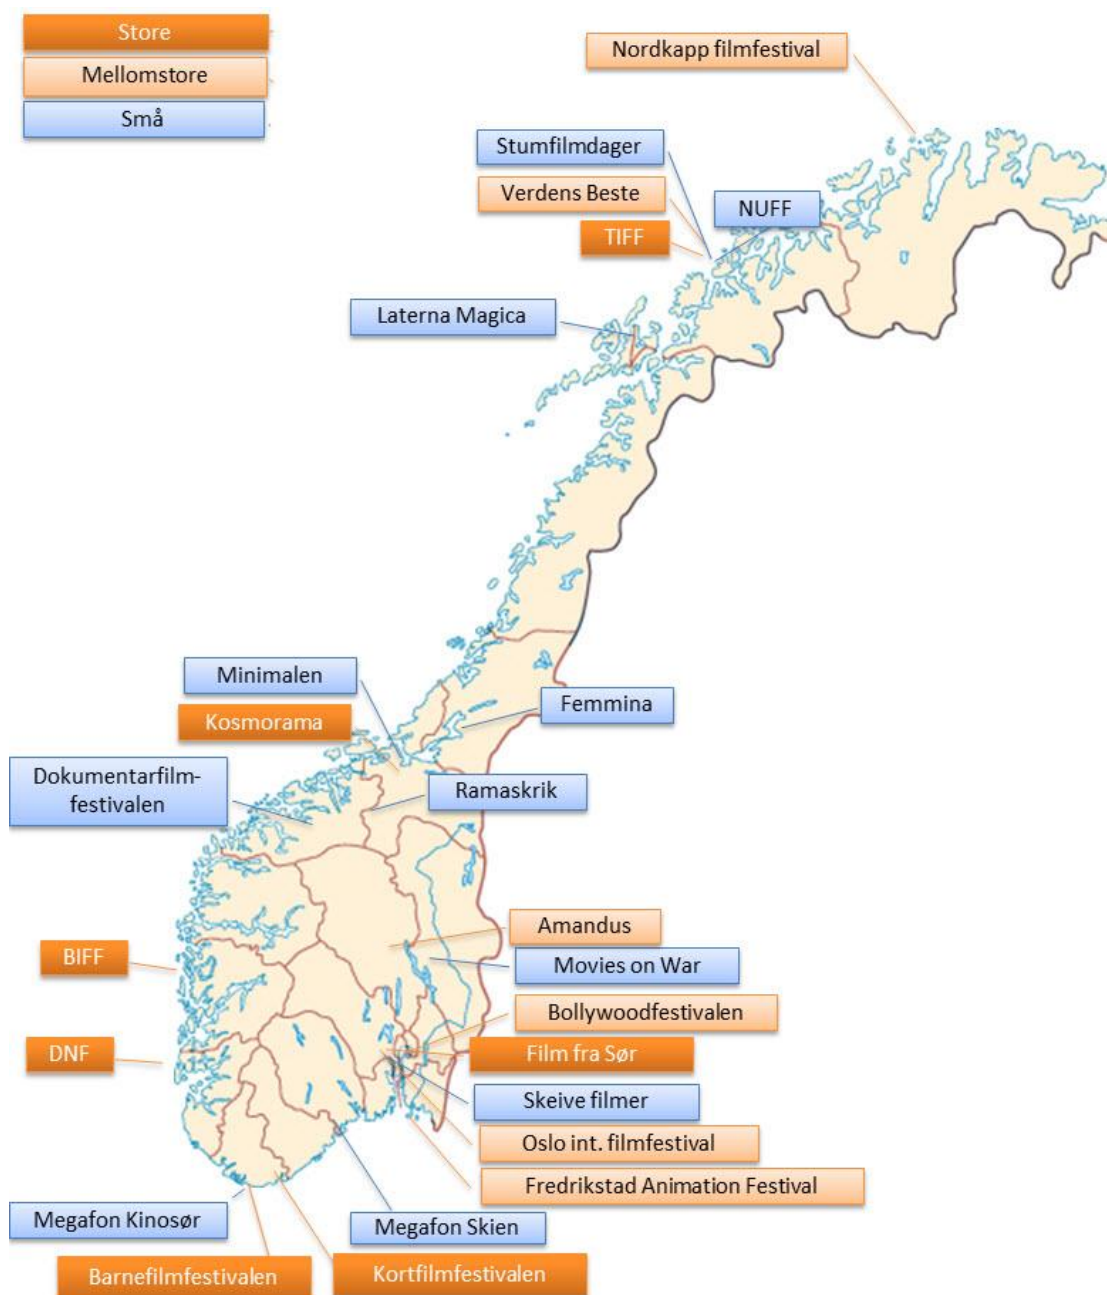 Store
Mellomstore
Små
Nordkapp filmfestival
Stumfilmdager
Verdens Beste
NUFF
TIFF
Laterna Magica
Minimalen
Femmina
Kosmorama
Dokumentarfilm-
festivalen
Ramaskrik
Amandus
BIFF
Movies on War
Bollywoodfestivalen
DNF
Film fra Sør
Skeive filmer
Oslo int. filmfestival
Fredrikstad Animation Festival
Megafon Kinosør
Megafon Skien
Barnefilmfestivalen
Kortfilmfestivalen